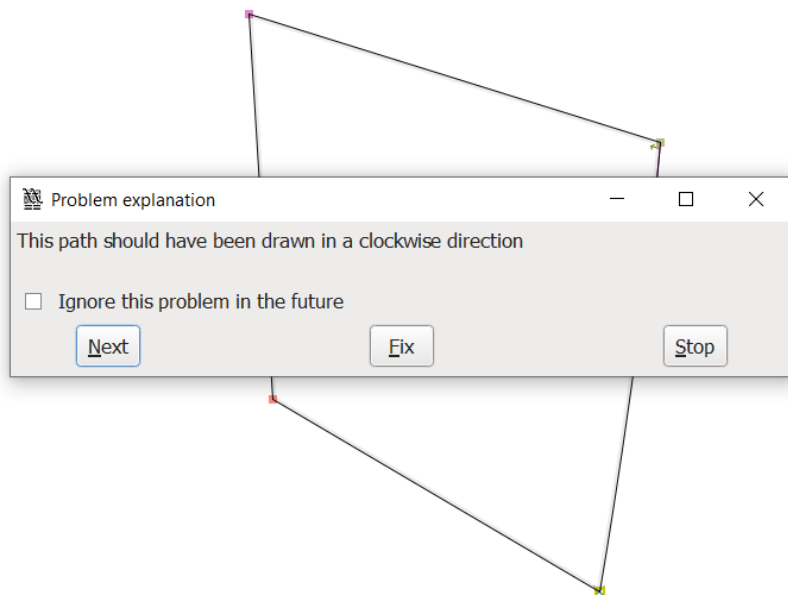 Problem explanation
This path should have been drawn in a clockwise direction
Ignore this problem in the future
Next Fix Stop